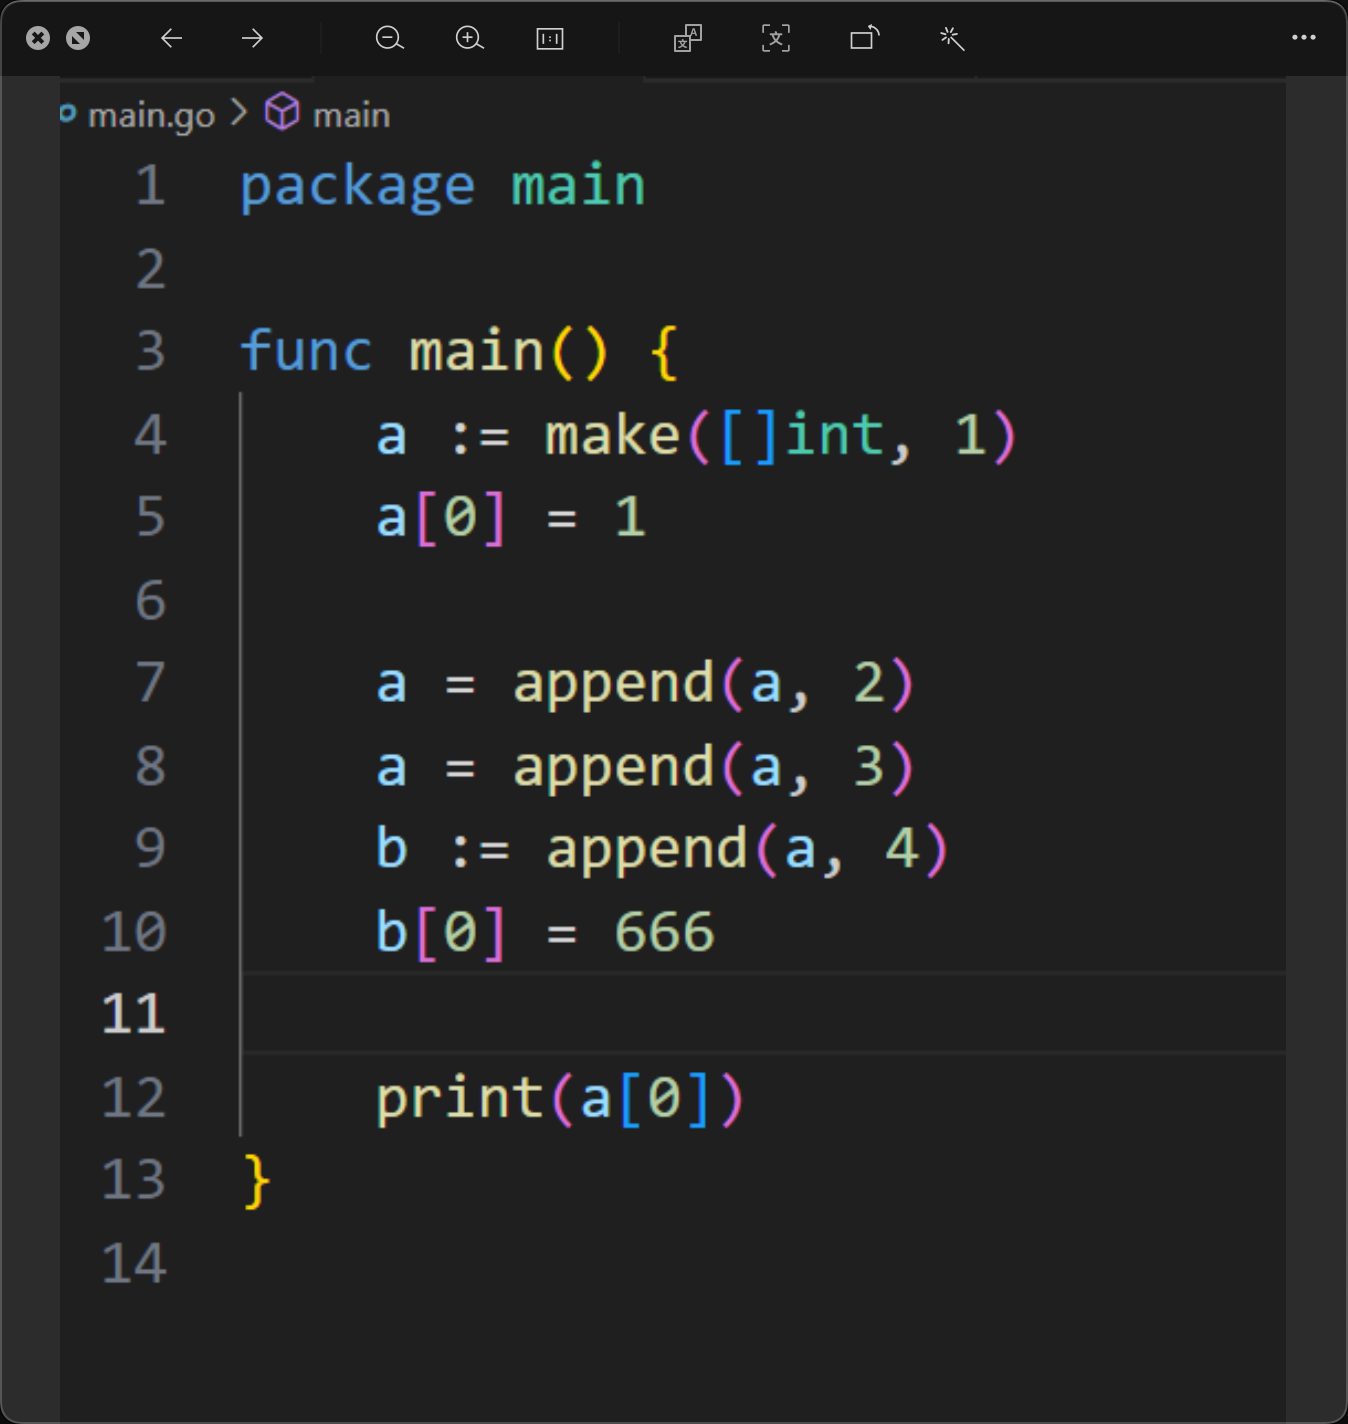 main.go > main
1 package main
2
3 func main() {
4     a := make([]int, 1)
5     a[0] = 1
6
7     a = append(a, 2)
8     a = append(a, 3)
9     b := append(a, 4)
10     b[0] = 666
11
12     print(a[0])
13 }
14